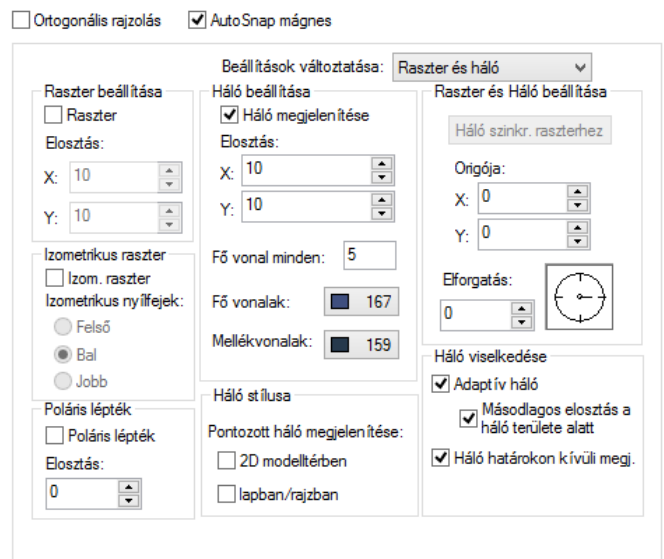 Ortogonális rajzolás
AutoSnap mágnes
Beállítások változtatása: Raszter és háló
Raszter beállítása
Raszter
Elosztás:
X: 10
Y: 10
Izometrikus raszter
Izom. raszter
Izometrikus nyílfejek:
Felső
Bal
Jobb
Poláris lépték
Poláris lépték
Elosztás:
0
Háló beállítása
Háló megjelenítése
Elosztás:
X: 10
Y: 10
Fő vonal minden: 5
Fő vonalak: 167
Mellékvonalak: 159
Háló stílusa
Pontozott háló megjelenítése:
2D modelltérben
lapban/rajzban
Raszter és Háló beállítása
Háló szinkr. raszterhez
Origója:
X: 0
Y: 0
Elforgatás:
0
Háló viselkedése
Adaptív háló
Másodlagos elosztás a
háló területe alatt
Háló határokon kívüli megj.